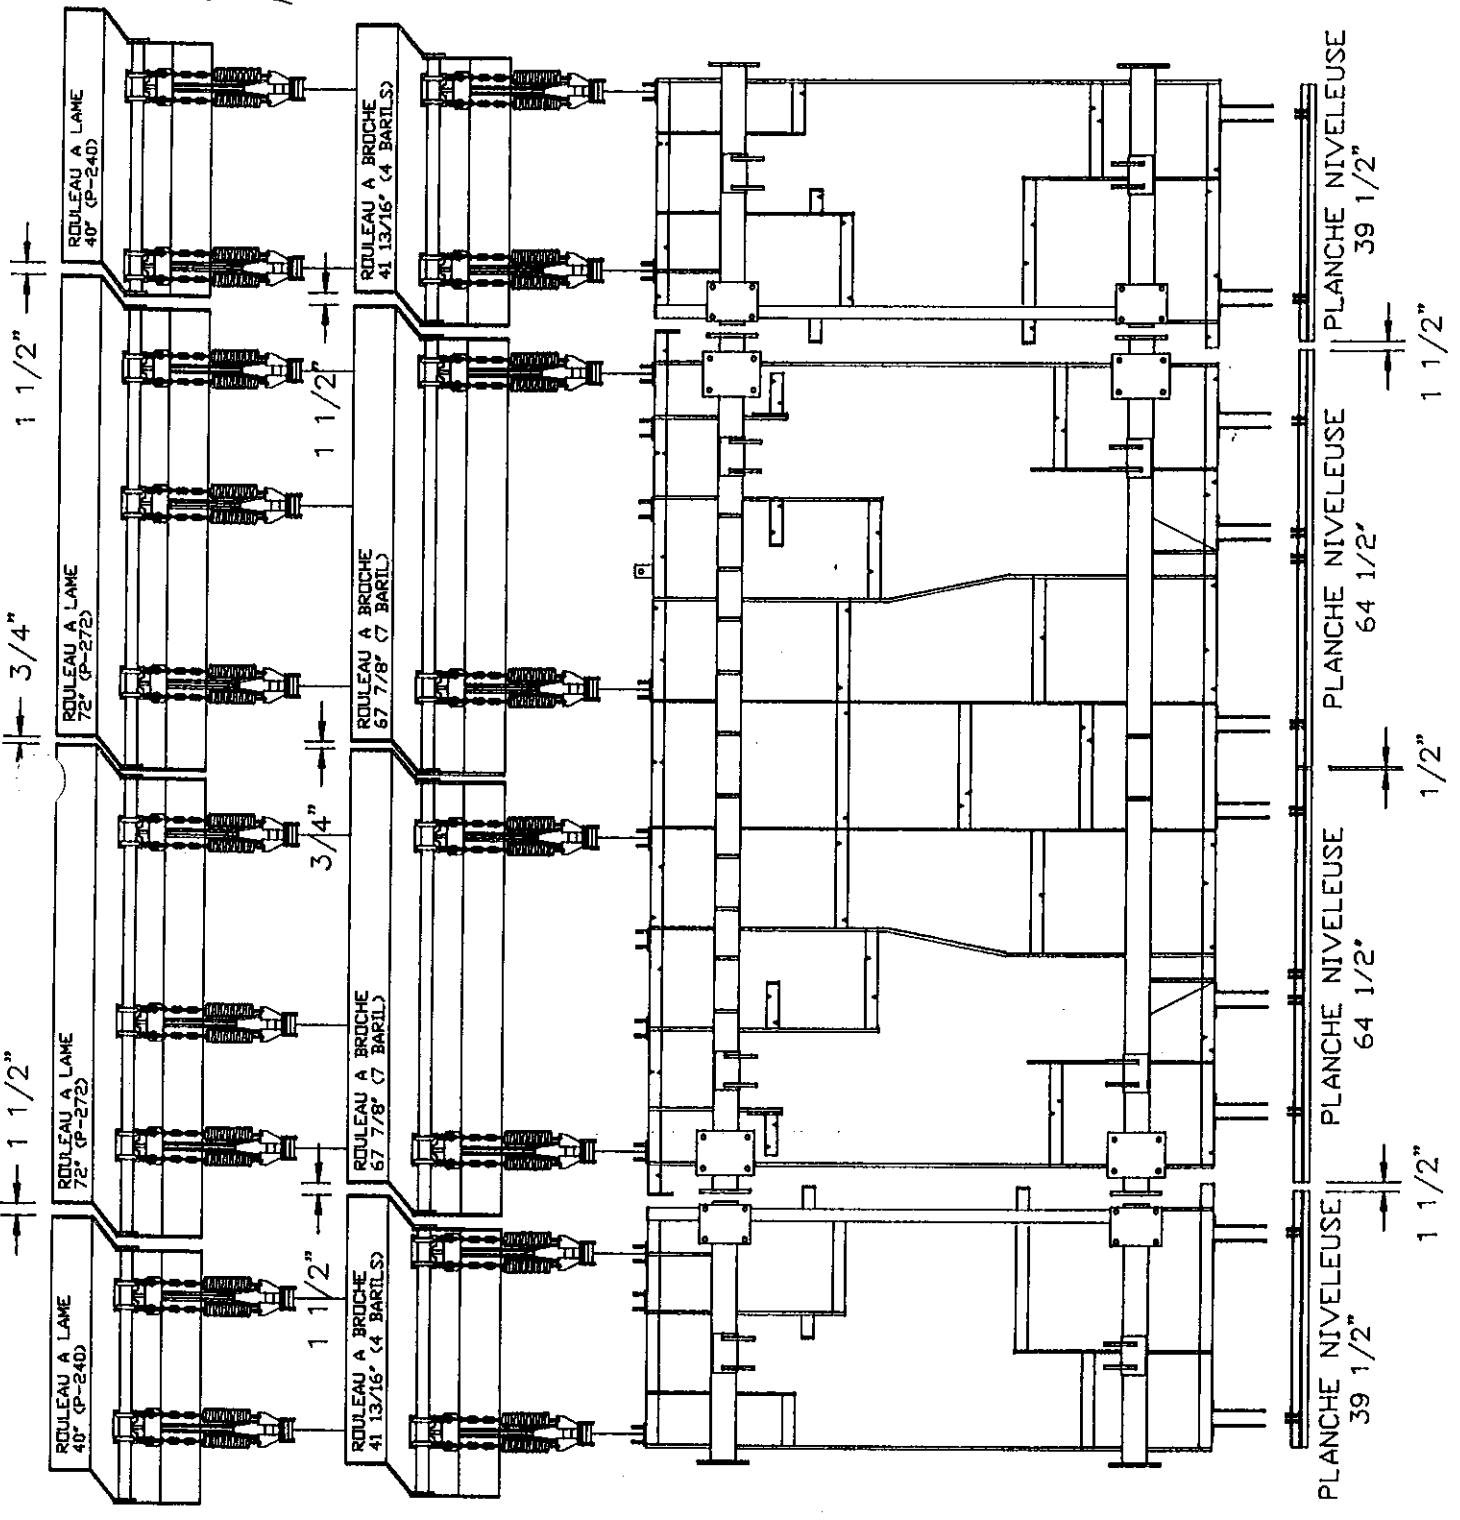 1 1/2"
3/4"
1 1/2"
ROULEAU A LAME
40" (P-240)
ROULEAU A LAME
72" (P-272)
ROULEAU A LAME
72" (P-272)
ROULEAU A LAME
40" (P-240)
1 1/2"
3/4"
1 1/2"
ROULEAU A BROCHE
41 13/16" (4 BARILS)
ROULEAU A BROCHE
67 7/8" (7 BARIL)
ROULEAU A BROCHE
67 7/8" (7 BARIL)
ROULEAU A BROCHE
41 13/16" (4 BARILS)
PLANCHE NIVELEUSE
39 1/2"
PLANCHE NIVELEUSE
64 1/2"
PLANCHE NIVELEUSE
64 1/2"
PLANCHE NIVELEUSE
39 1/2"
1 1/2"
1/2"
1 1/2"